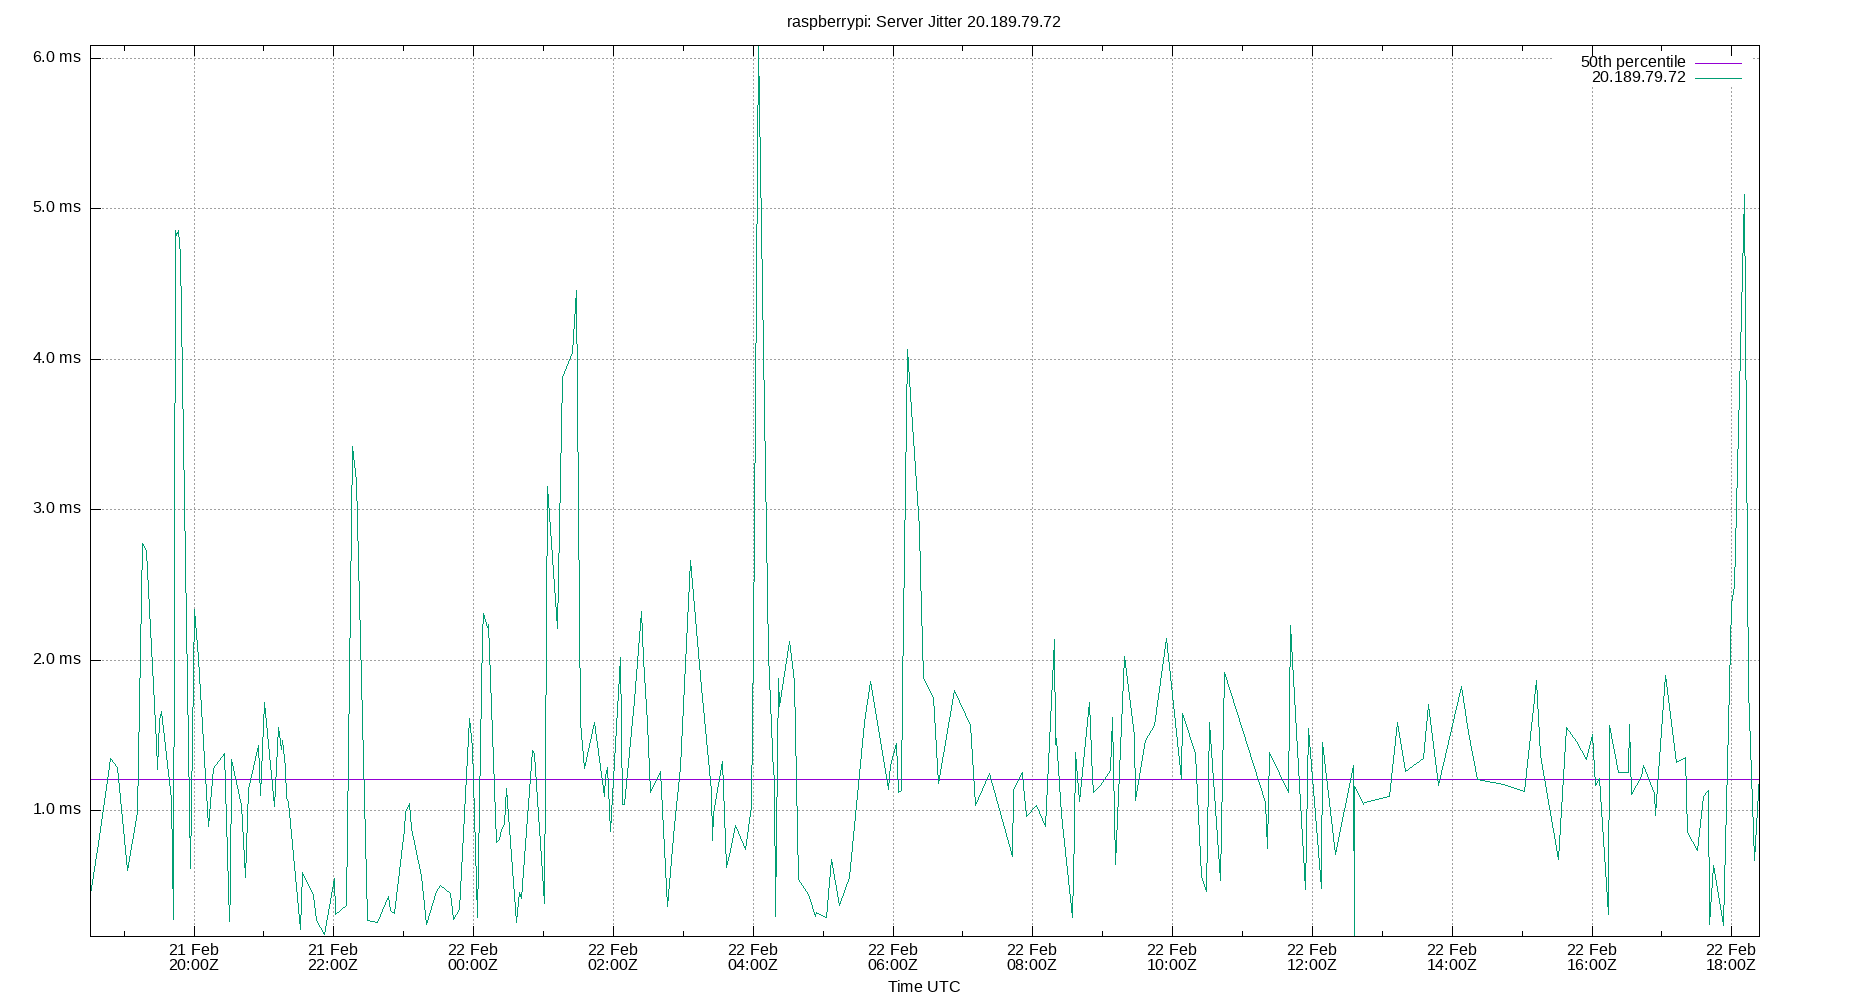 raspberrypi: Server Jitter 20.189.79.72
6.0 ms
5.0 ms
4.0 ms
3.0 ms
2.0 ms
1.0 ms
50th percentile
20.189.79.72
21 Feb
20:00Z
21 Feb
22:00Z
22 Feb
00:00Z
22 Feb
02:00Z
22 Feb
04:00Z
22 Feb
06:00Z
22 Feb
08:00Z
22 Feb
10:00Z
22 Feb
12:00Z
22 Feb
14:00Z
22 Feb
16:00Z
22 Feb
18:00Z
Time UTC